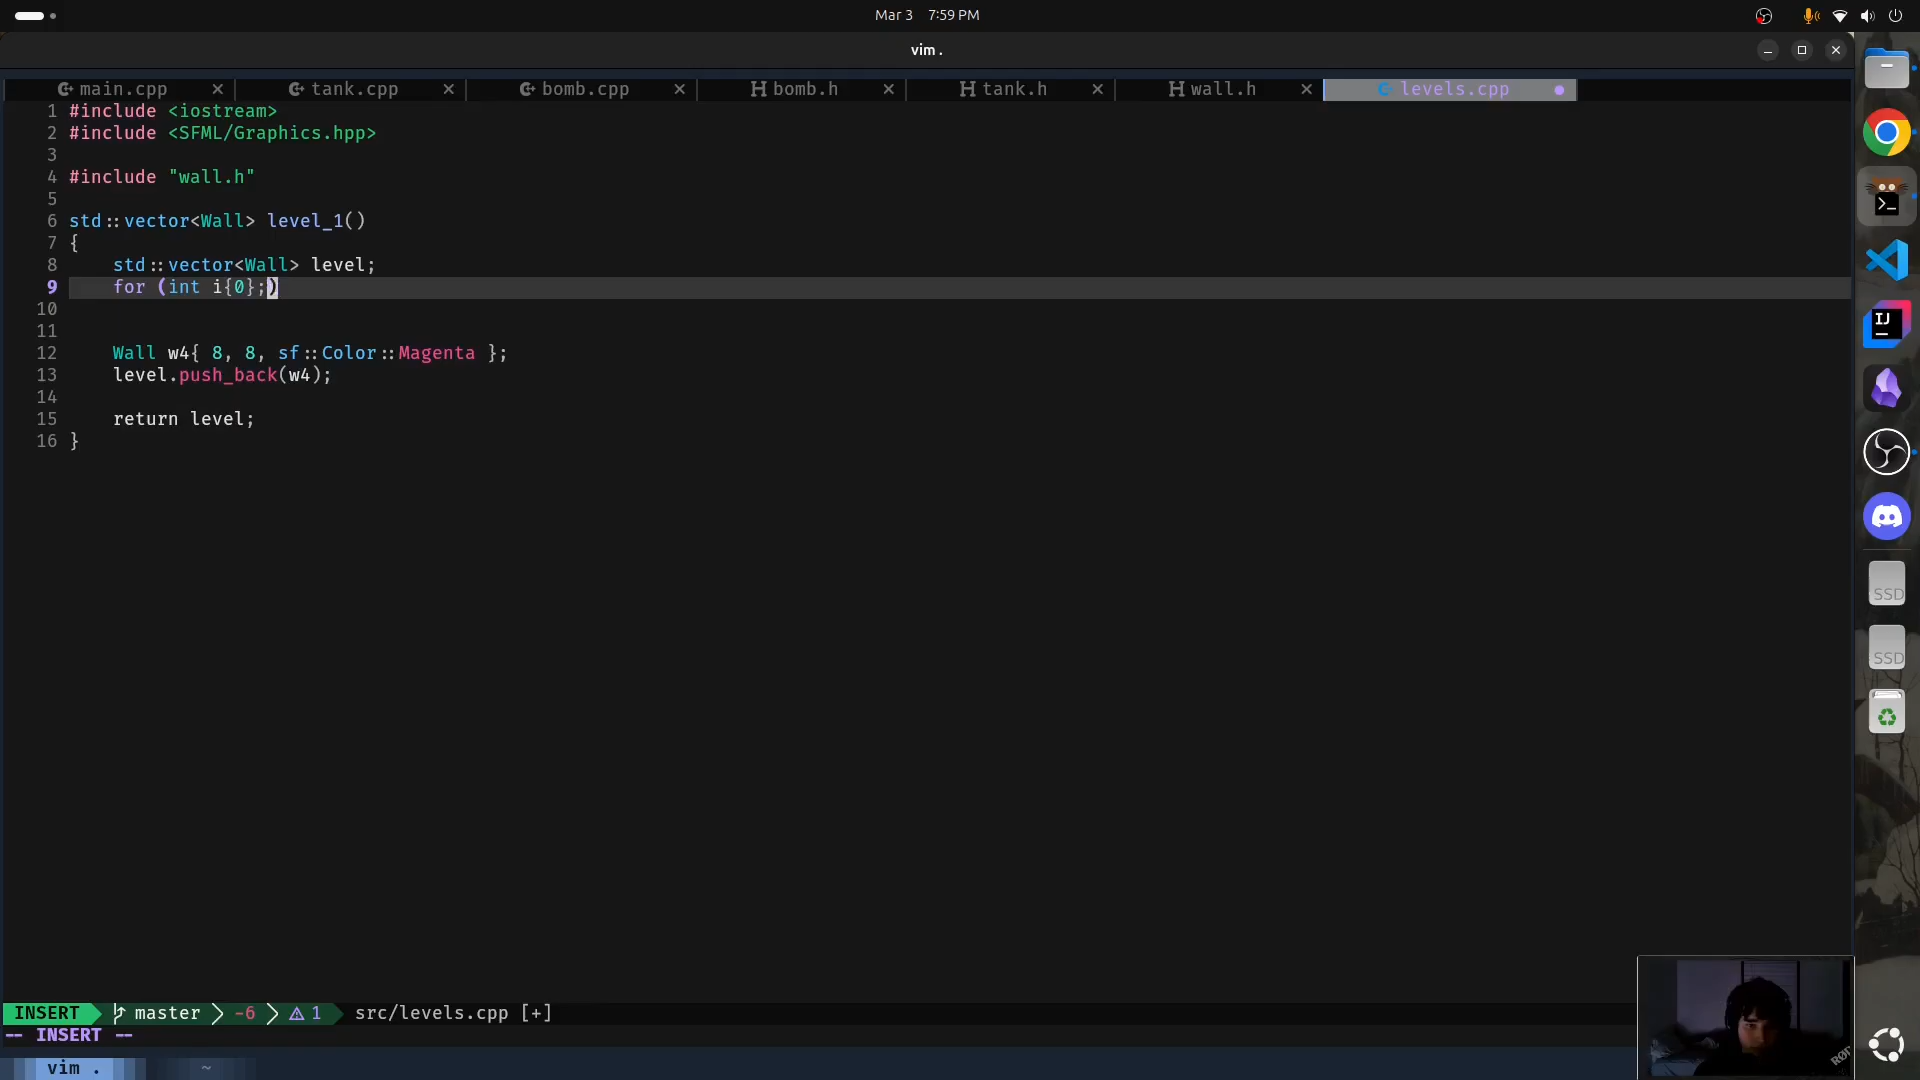 Mar 3 7:59 PM
vim .
main.cpp × tank.cpp × bomb.cpp × bomb.h × tank.h × wall.h × levels.cpp ●
1 #include <iostream>
2 #include <SFML/Graphics.hpp>
3
4 #include "wall.h"
5
6 std::vector<Wall> level_1()
7 {
8     std::vector<Wall> level;
9     for (int i{0};)
10
11
12     Wall w4{ 8, 8, sf::Color::Magenta };
13     level.push_back(w4);
14
15     return level;
16 }
INSERT master -6 ⚠ 1 src/levels.cpp [+]
-- INSERT --
vim . ~
IJ
SSD
SSD